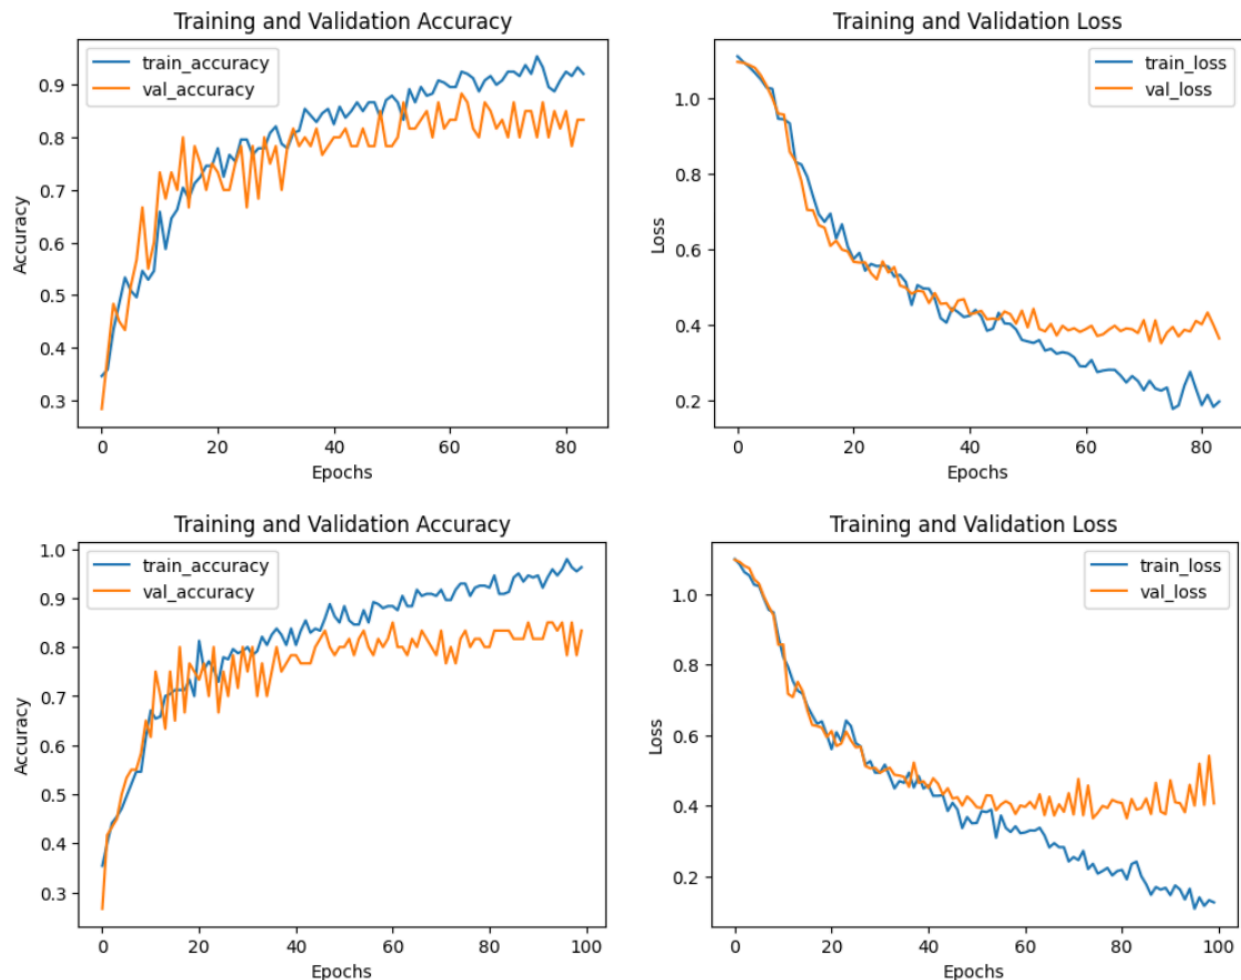 Training and Validation Accuracy
train_accuracy
val_accuracy
0.9
0.8
0.7
0.6
0.5
0.4
0.3
Accuracy
0 20 40 60 80
Epochs
Training and Validation Loss
train_loss
val_loss
1.0
0.8
0.6
0.4
0.2
Loss
0 20 40 60 80
Epochs
Training and Validation Accuracy
train_accuracy
val_accuracy
1.0
0.9
0.8
0.7
0.6
0.5
0.4
0.3
Accuracy
0 20 40 60 80 100
Epochs
Training and Validation Loss
train_loss
val_loss
1.0
0.8
0.6
0.4
0.2
Loss
0 20 40 60 80 100
Epochs